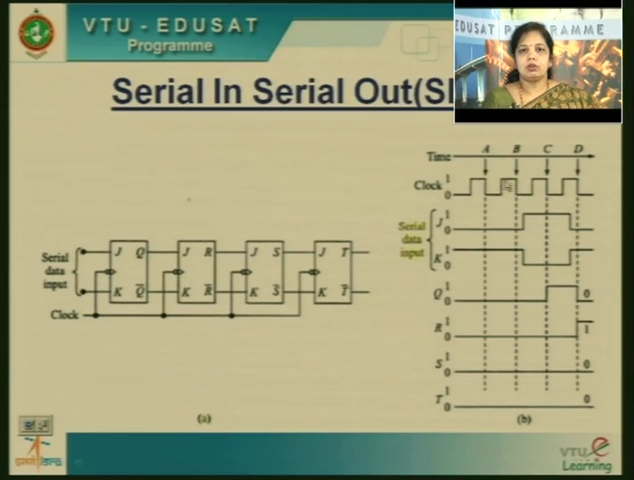 VTU - EDUSAT
Programme
EDUSAT PROGRAMME
Serial In Serial Out(SI
Time
A B C D
Clock 1
0
Serial
data
input
J 1
0
K 1
0
Q 1
0
0
R 1
0
1
S 1
0
0
T 1
0
0
(b)
Serial
data
input
J Q J R J S J T
K Q̅ K R̅ K S̅ K T̅
Clock
(a)
VTU e
Learning